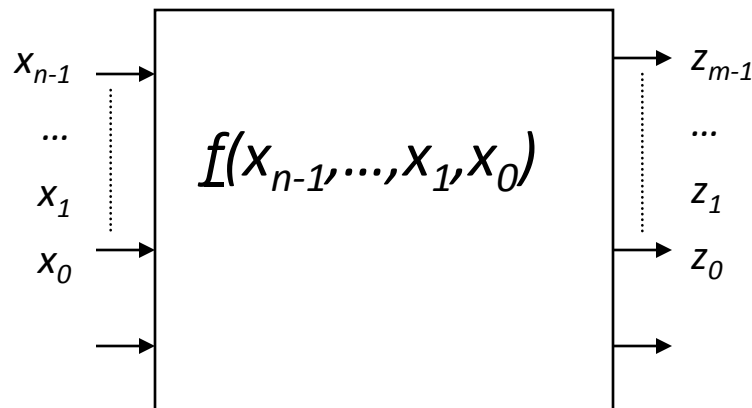 x_{n-1}
z_{m-1}
...
...
f(x_{n-1},...,x_1,x_0)
x_1
z_1
x_0
z_0